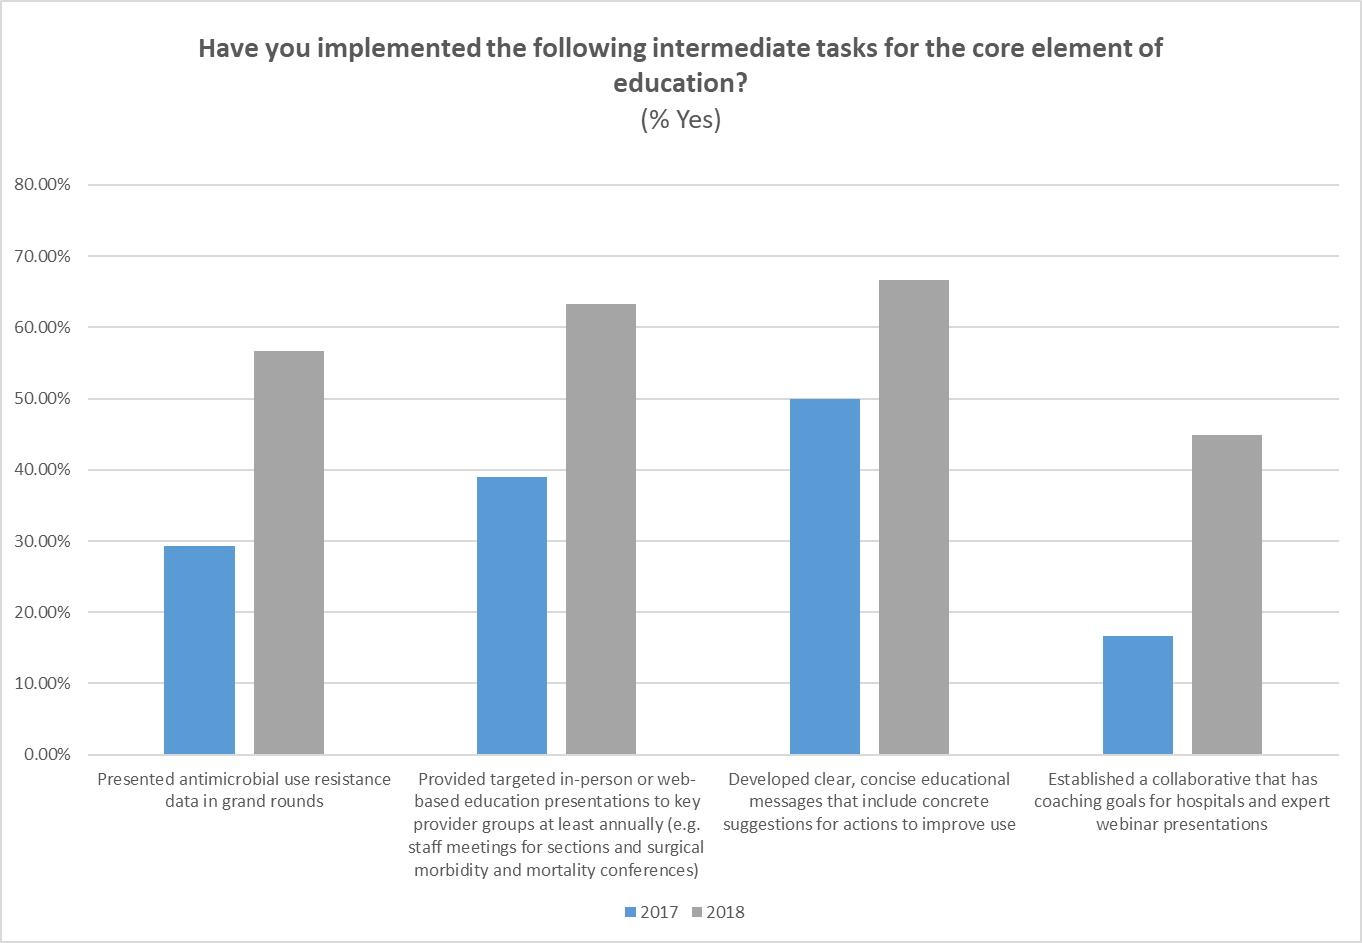 Have you implemented the following intermediate tasks for the core element of
education?
(% Yes)
80.00%
70.00%
60.00%
50.00%
40.00%
30.00%
20.00%
10.00%
0.00%
Presented antimicrobial use resistance
data in grand rounds
Provided targeted in-person or web-
based education presentations to key
provider groups at least annually (e.g.
staff meetings for sections and surgical
morbidity and mortality conferences)
Developed clear, concise educational
messages that include concrete
suggestions for actions to improve use
Established a collaborative that has
coaching goals for hospitals and expert
webinar presentations
2017 2018